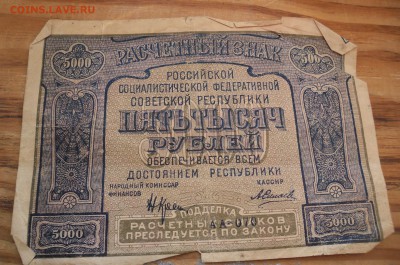 COINS.LAVE.RU
РАСЧЕТНЫЙ ЗНАК
5000
РОССИЙСКОЙ
СОЦИАЛИСТИЧЕСКОЙ ФЕДЕРАТИВНОЙ
СОВЕТСКОЙ РЕСПУБЛИКИ
ПЯТЬ ТЫСЯЧ
РУБЛЕЙ
ОБЕСПЕЧИВАЕТСЯ ВСЕМ
ДОСТОЯНИЕМ РЕСПУБЛИКИ
НАРОДНЫЙ КОМИССАР
ФИНАНСОВ
КАССИР
ПОДДЕЛКА
РАСЧЕТНЫХ ЗНАКОВ
ПРЕСЛЕДУЕТСЯ ПО ЗАКОНУ
5000
5000